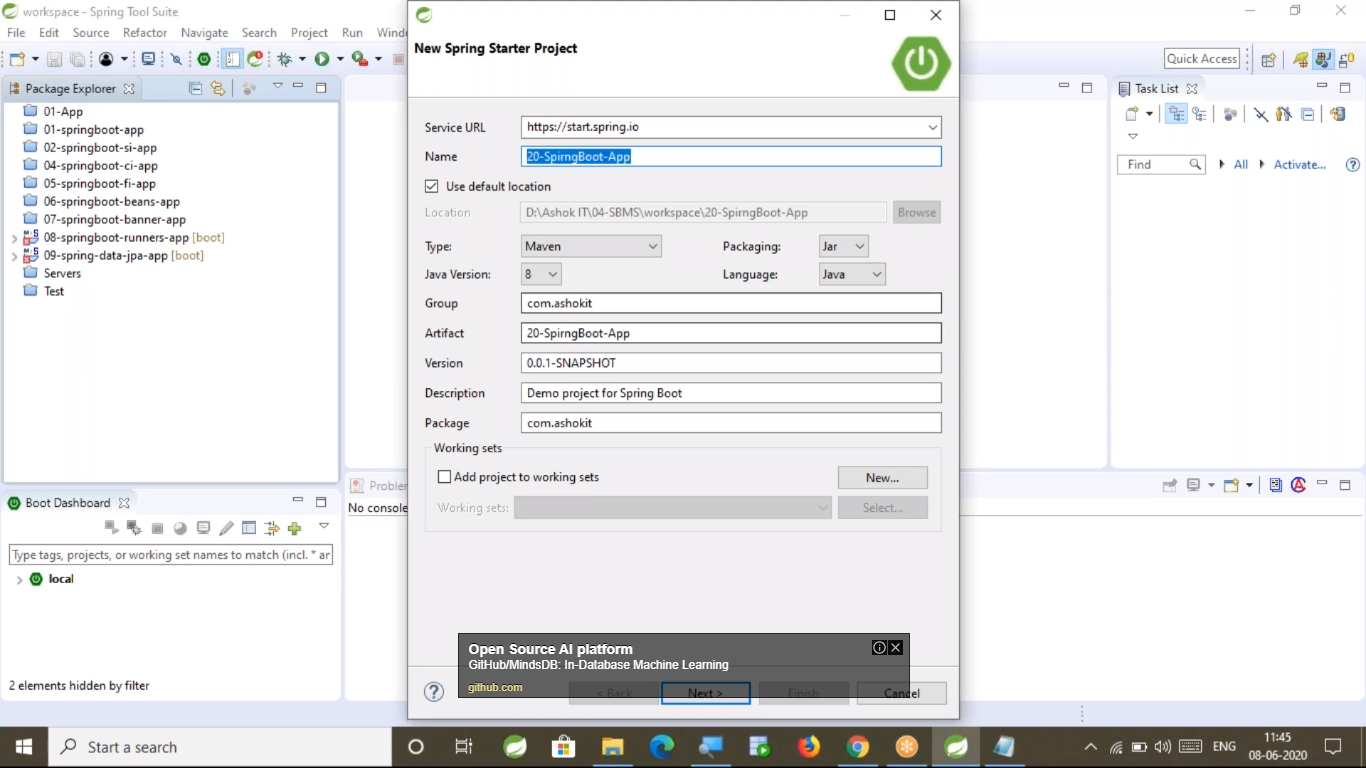 workspace - Spring Tool Suite
File Edit Source Refactor Navigate Search Project Run Windo
Quick Access
Package Explorer
01-App
01-springboot-app
02-springboot-si-app
04-springboot-ci-app
05-springboot-fi-app
06-springboot-beans-app
07-springboot-banner-app
08-springboot-runners-app [boot]
09-spring-data-jpa-app [boot]
Servers
Test
Boot Dashboard
Type tags, projects, or working set names to match (incl. * ar
local
2 elements hidden by filter
New Spring Starter Project
Service URL https://start.spring.io
Name 20-SpirngBoot-App
Use default location
Location D:\Ashok IT\04-SBMS\workspace\20-SpirngBoot-App Browse
Type: Maven Packaging: Jar
Java Version: 8 Language: Java
Group com.ashokit
Artifact 20-SpirngBoot-App
Version 0.0.1-SNAPSHOT
Description Demo project for Spring Boot
Package com.ashokit
Working sets
Add project to working sets New...
Working sets: Select...
Open Source AI platform
GitHub/MindsDB: In-Database Machine Learning
github.com
< Back Next > Finish Cancel
Problem
No console
Task List
Find All Activate...
Start a search
ENG
11:45
08-06-2020